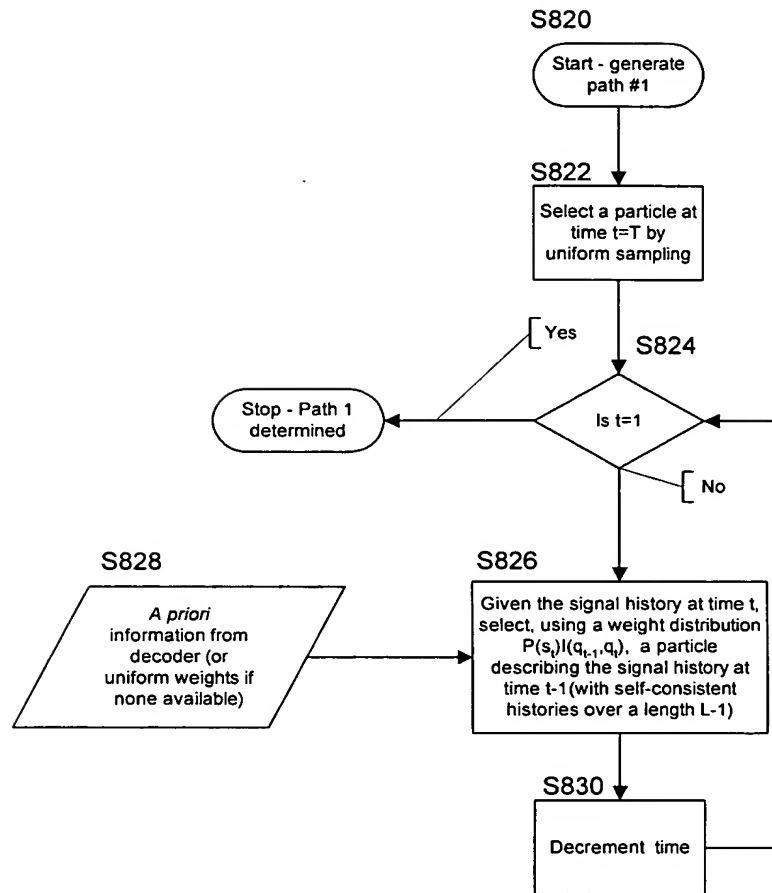 S820
Start - generate
path #1
S822
Select a particle at
time t=T by
uniform sampling
Yes
S824
Stop - Path 1
determined
Is t=1
No
S828
S826
A priori
information from
decoder (or
uniform weights if
none available)
Given the signal history at time t,
select, using a weight distribution
P(sₜ)I(qₜ₋₁,qₜ), a particle
describing the signal history at
time t-1(with self-consistent
histories over a length L-1)
S830
Decrement time